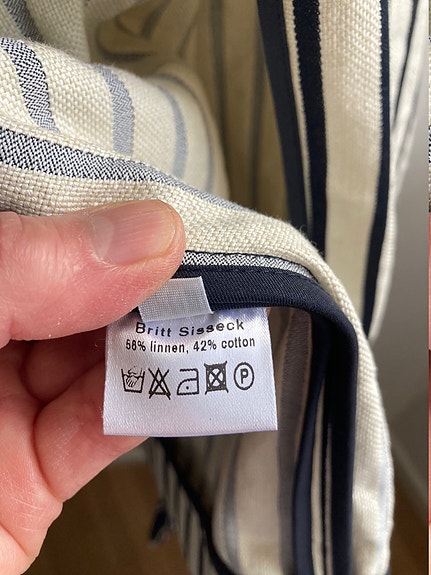 Britt Sisseck
58% linnen, 42% cotton
P